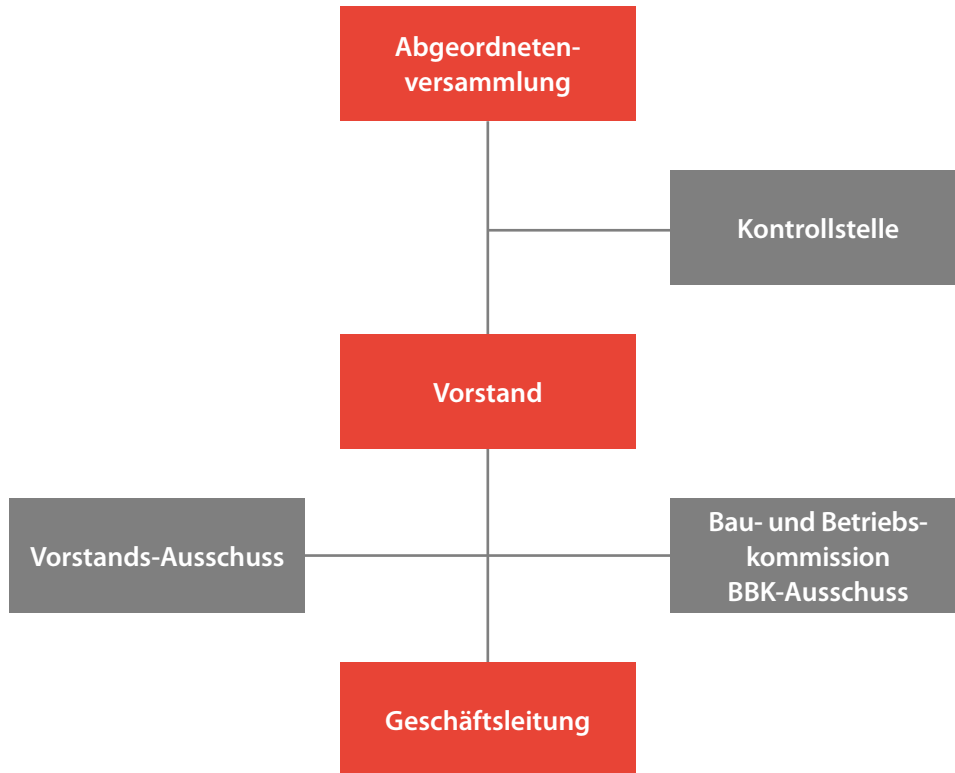 Abgeordneten-
versammlung
Kontrollstelle
Vorstand
Vorstands-Ausschuss
Bau- und Betriebs-
kommission
BBK-Ausschuss
Geschäftsleitung